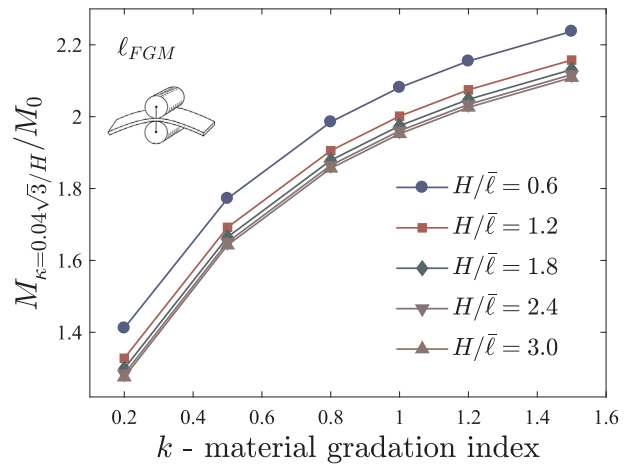 ℓ_{FGM}
M_{κ=0.04√3/H}/M_0
2.2
2
1.8
1.6
1.4
H/ℓ̄ = 0.6
H/ℓ̄ = 1.2
H/ℓ̄ = 1.8
H/ℓ̄ = 2.4
H/ℓ̄ = 3.0
0.2 0.4 0.6 0.8 1 1.2 1.4 1.6
k - material gradation index